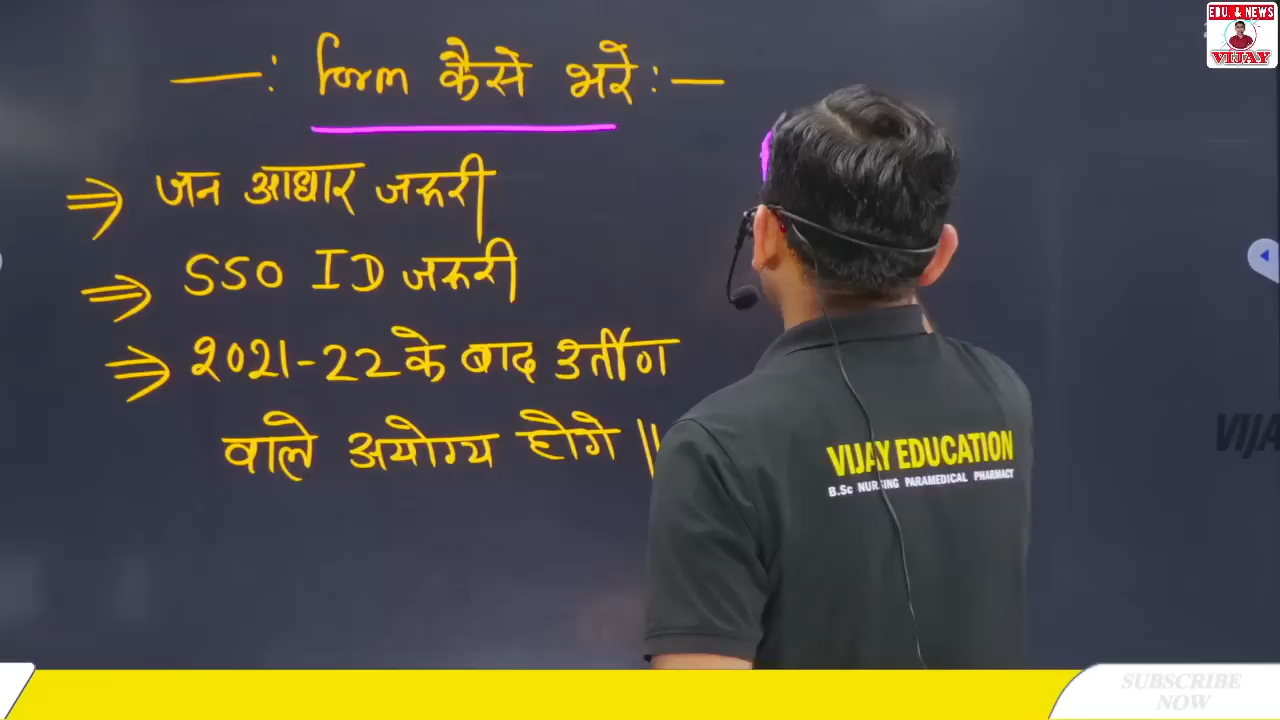 EDU. & NEWS
VIJAY
—: form कैसे भरे :—
⇒ जन आधार जरूरी
⇒ SSO ID जरूरी
⇒ 2021-22 के बाद उर्तीण
वाले अयोग्य होगे ||
VIJAY EDUCATION
B.Sc NURSING PARAMEDICAL PHARMACY
SUBSCRIBE
NOW